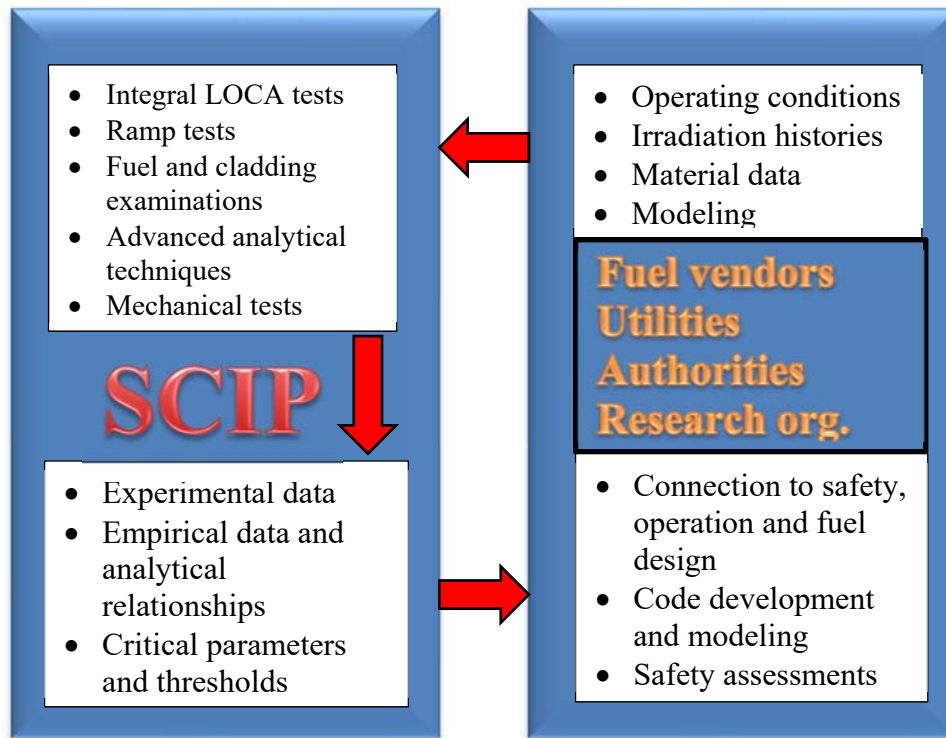 • Integral LOCA tests
• Ramp tests
• Fuel and cladding
examinations
• Advanced analytical
techniques
• Mechanical tests
SCIP
• Experimental data
• Empirical data and
analytical
relationships
• Critical parameters
and thresholds
• Operating conditions
• Irradiation histories
• Material data
• Modeling
Fuel vendors
Utilities
Authorities
Research org.
• Connection to safety,
operation and fuel
design
• Code development
and modeling
• Safety assessments